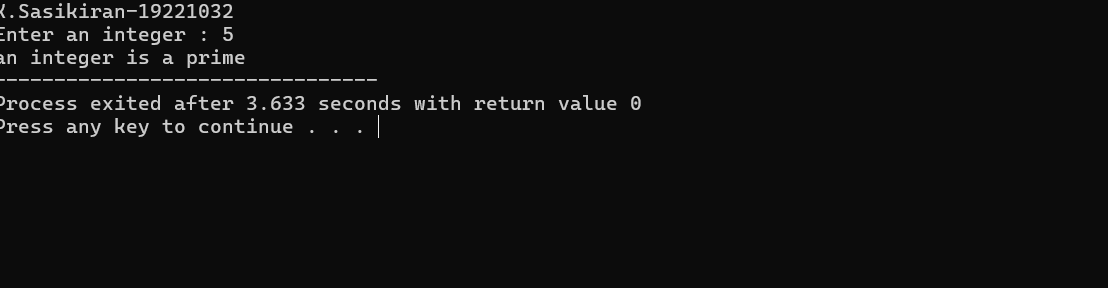 K.Sasikiran-19221032
Enter an integer : 5
an integer is a prime
--------------------------------
Process exited after 3.633 seconds with return value 0
Press any key to continue . . .